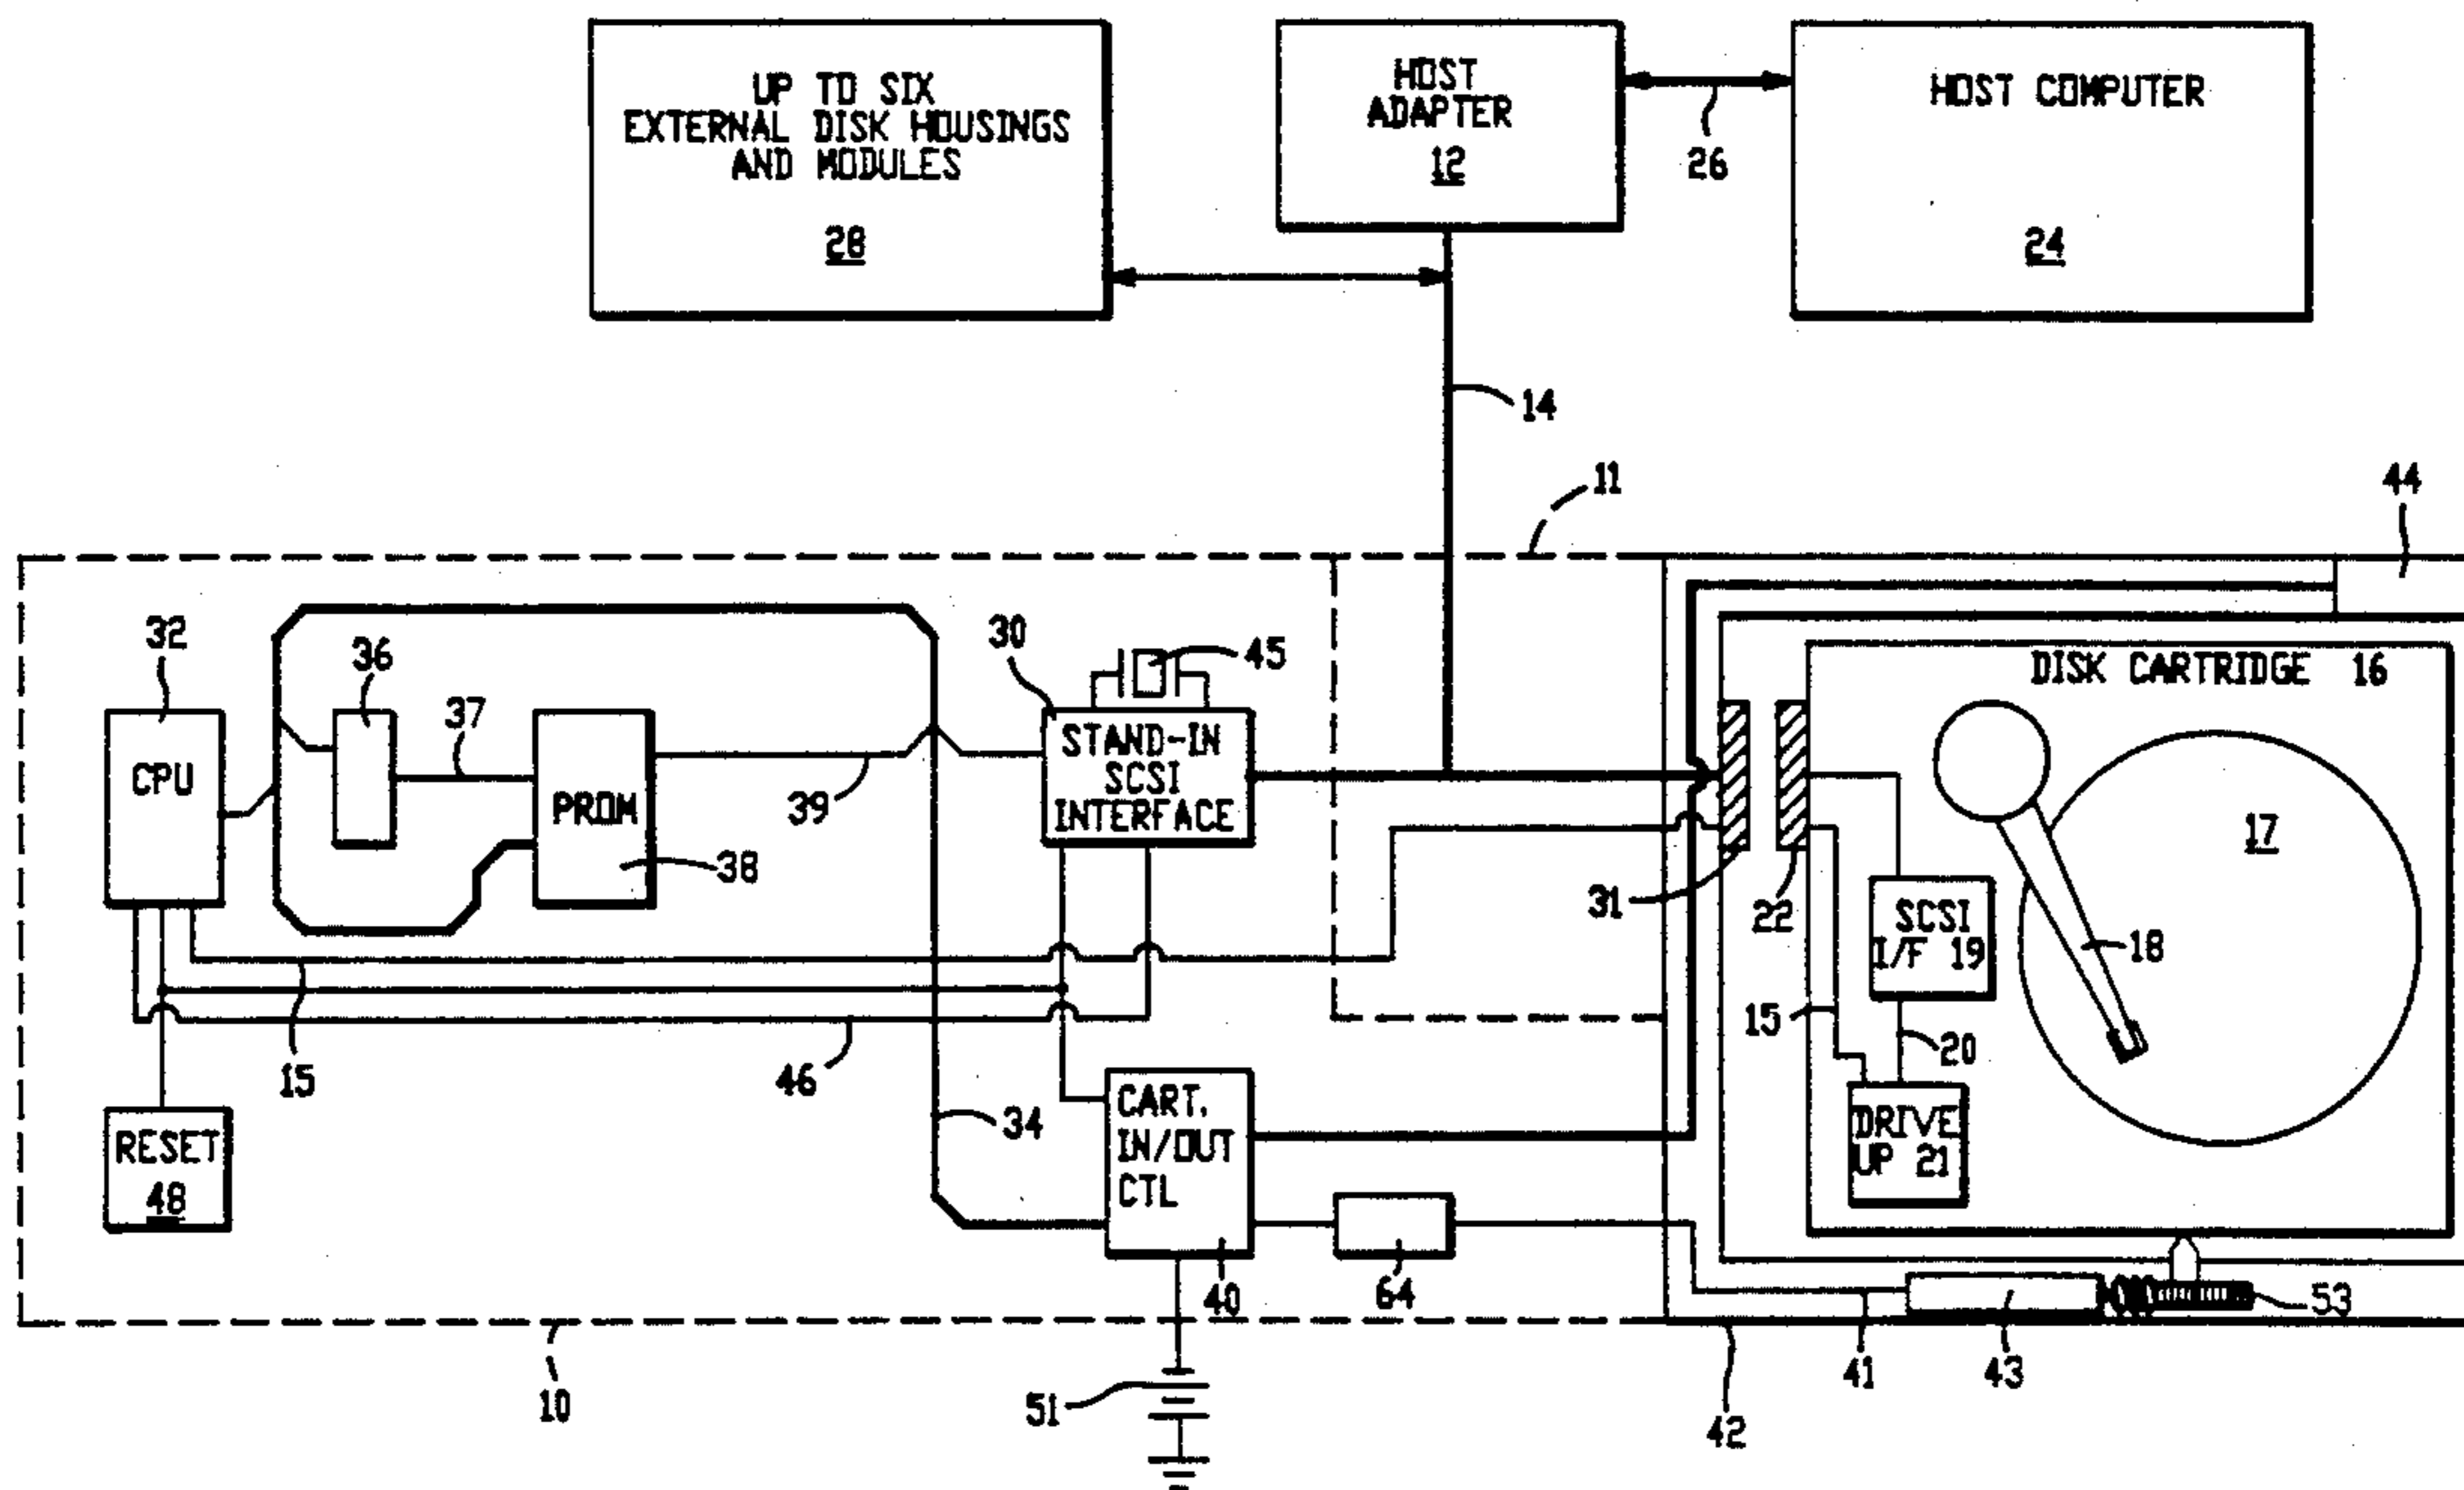 UP TO SIX
EXTERNAL DISK HOUSINGS
AND MODULES
28
HOST
ADAPTER
12
26
HOST COMPUTER
24
14
11
44
32
36
37
30
45
DISK CARTRIDGE 16
CPU
PROM
38
39
STAND-IN
SCSI
INTERFACE
31
22
17
SCSI
I/F 19
18
15
20
15
46
34
RESET
48
CART.
IN/OUT
CTL
40
64
DRIVE
UP 21
53
10
51
41
43
42